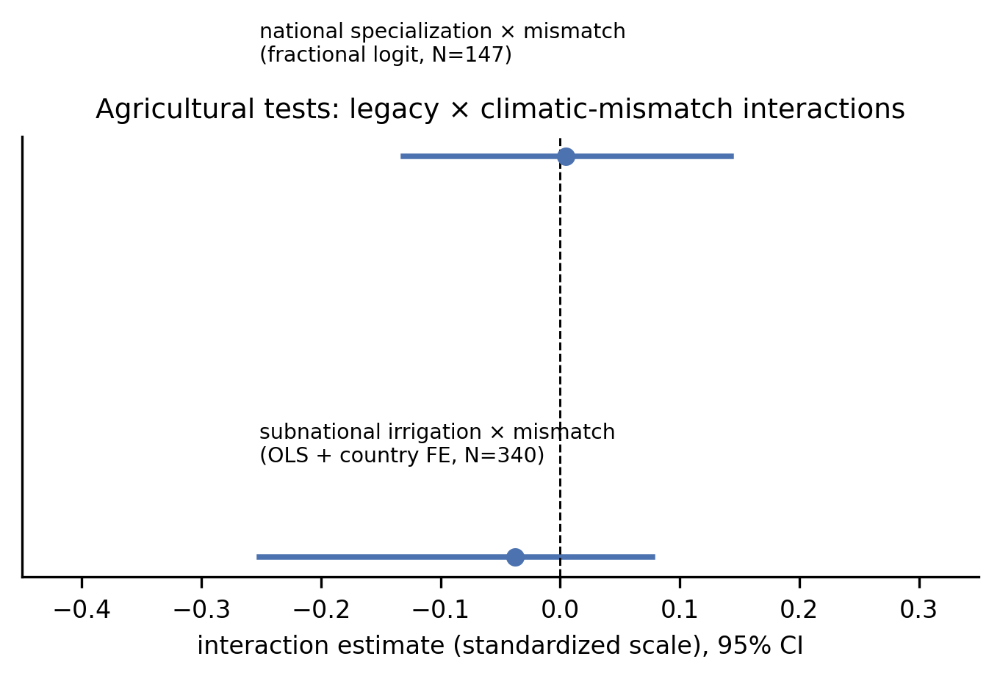 national specialization × mismatch
(fractional logit, N=147)
Agricultural tests: legacy × climatic-mismatch interactions
subnational irrigation × mismatch
(OLS + country FE, N=340)
−0.4 −0.3 −0.2 −0.1 0.0 0.1 0.2 0.3
interaction estimate (standardized scale), 95% CI